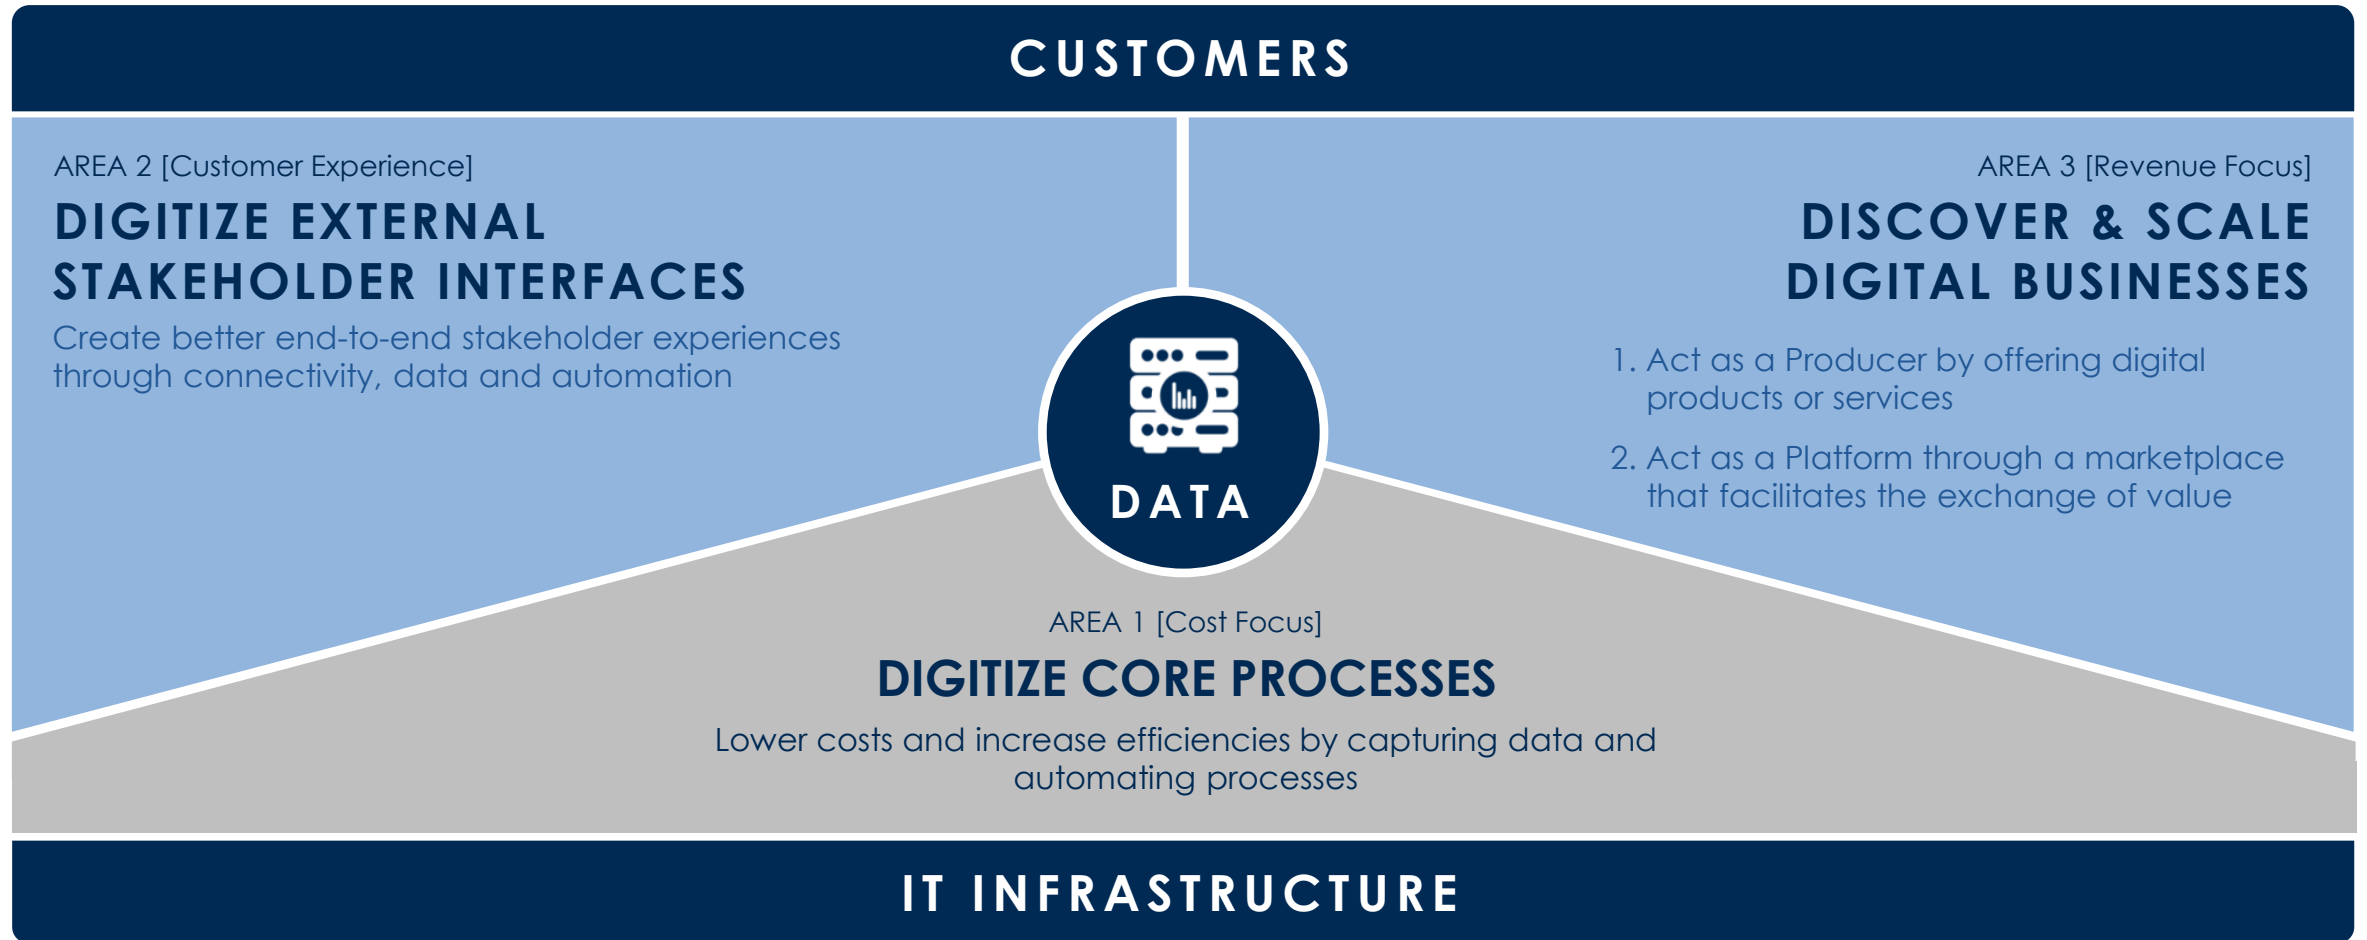 CUSTOMERS
AREA 2 [Customer Experience]
DIGITIZE EXTERNAL
STAKEHOLDER INTERFACES
Create better end-to-end stakeholder experiences
through connectivity, data and automation
AREA 3 [Revenue Focus]
DISCOVER & SCALE
DIGITAL BUSINESSES
1. Act as a Producer by offering digital
products or services
2. Act as a Platform through a marketplace
that facilitates the exchange of value
DATA
AREA 1 [Cost Focus]
DIGITIZE CORE PROCESSES
Lower costs and increase efficiencies by capturing data and
automating processes
IT INFRASTRUCTURE